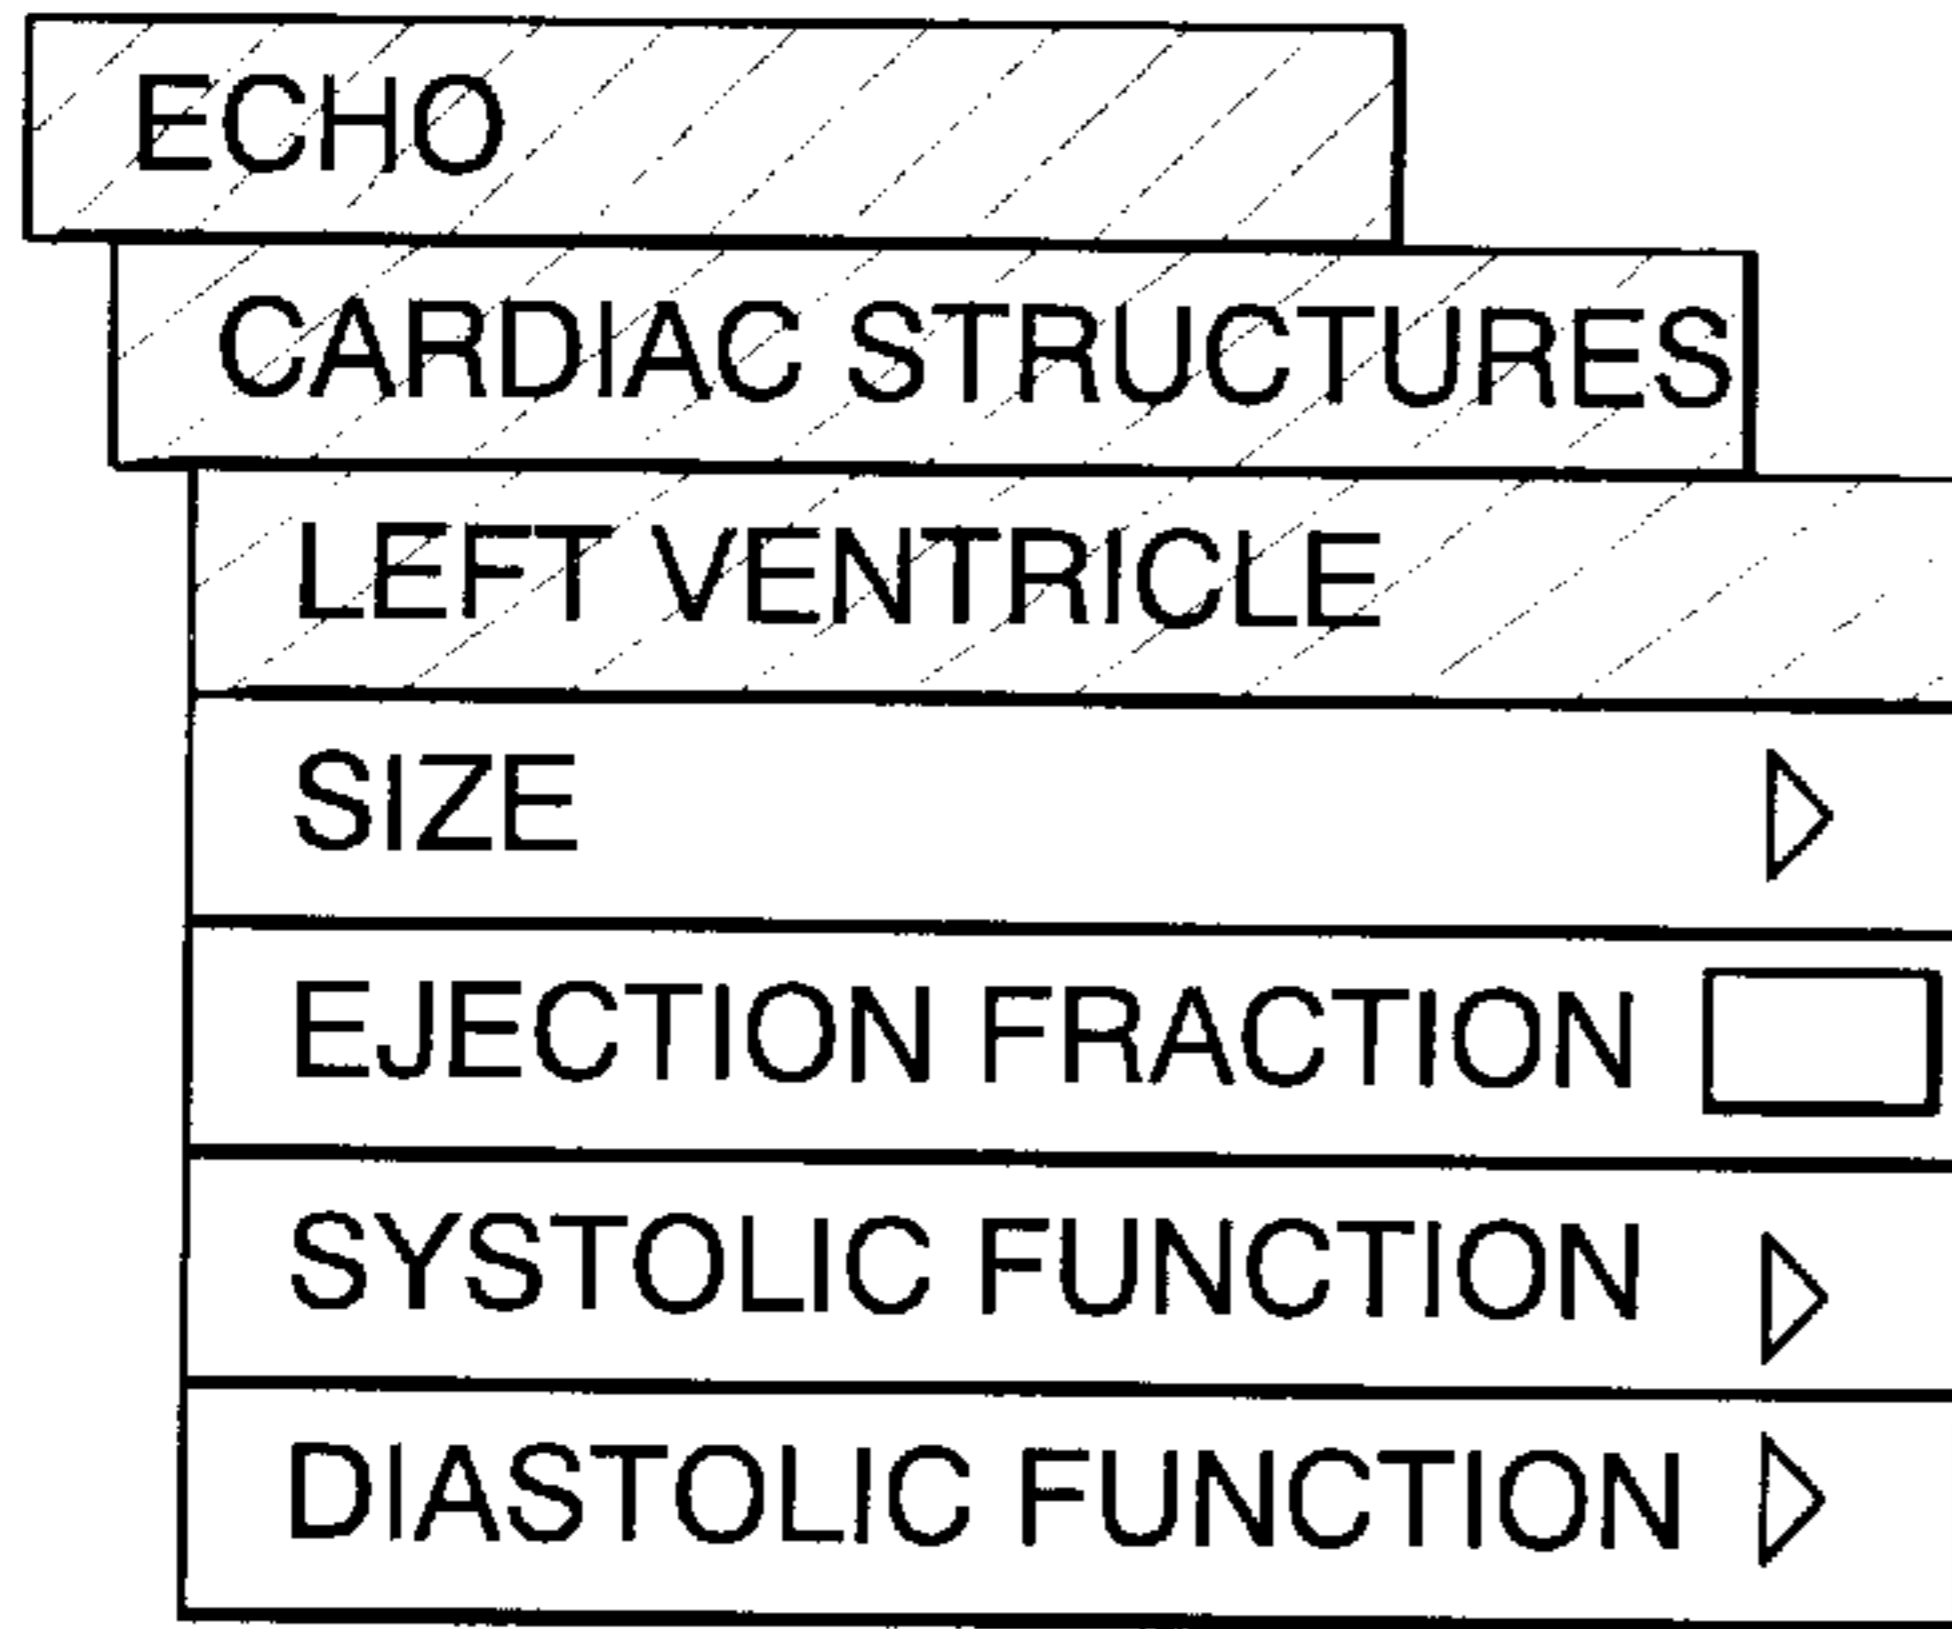 ECHO
CARDIAC STRUCTURES
LEFT VENTRICLE
SIZE
EJECTION FRACTION
SYSTOLIC FUNCTION
DIASTOLIC FUNCTION